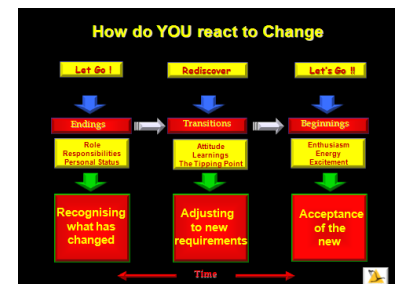 How do YOU react to Change
Let Go !
Rediscover
Let's Go !!
Endings
Transitions
Beginnings
Role
Responsibilities
Personal Status
Attitude
Learnings
The Tipping Point
Enthusiasm
Energy
Excitement
Recognising
what has
changed
Adjusting
to new
requirements
Acceptance
of the
new
Time